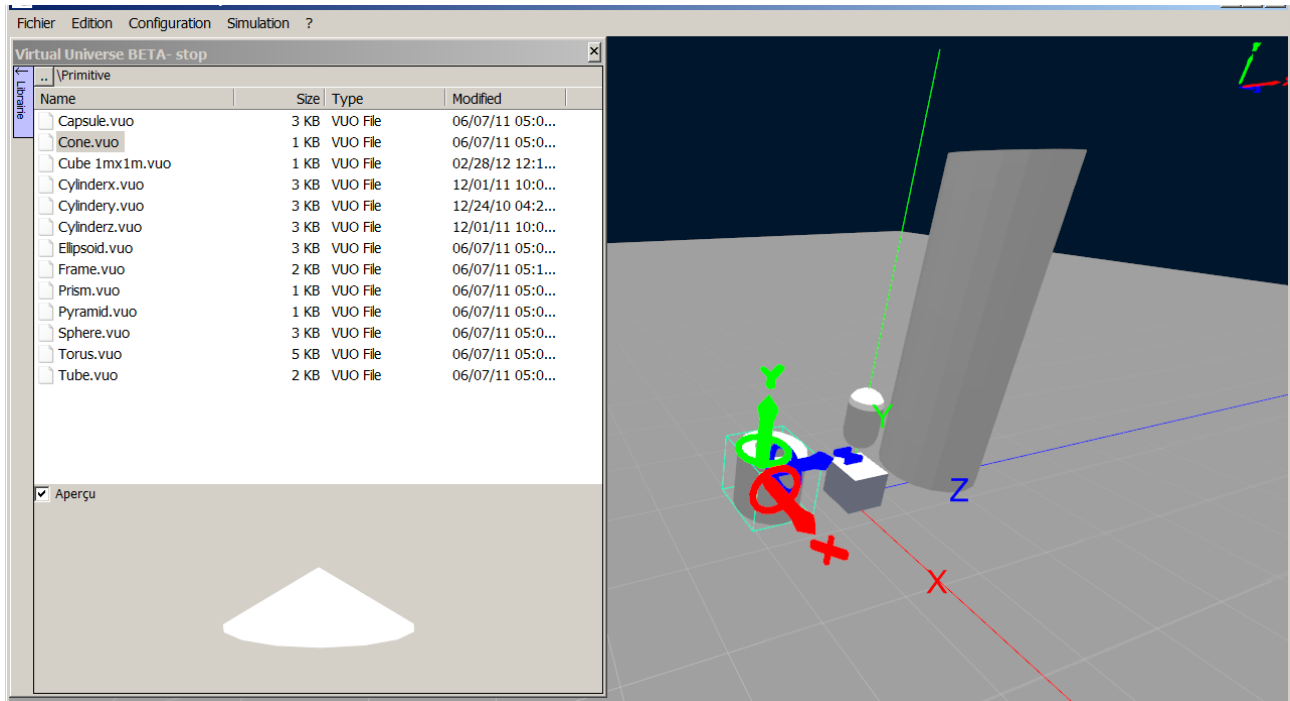 Fichier Edition Configuration Simulation ?
Virtual Universe BETA- stop
Librairie
.. \Primitive
Name Size Type Modified
Capsule.vuo 3 KB VUO File 06/07/11 05:0...
Cone.vuo 1 KB VUO File 06/07/11 05:0...
Cube 1mx1m.vuo 1 KB VUO File 02/28/12 12:1...
Cylinderx.vuo 3 KB VUO File 12/01/11 10:0...
Cylindery.vuo 3 KB VUO File 12/24/10 04:2...
Cylinderz.vuo 3 KB VUO File 12/01/11 10:0...
Ellipsoid.vuo 3 KB VUO File 06/07/11 05:0...
Frame.vuo 2 KB VUO File 06/07/11 05:1...
Prism.vuo 1 KB VUO File 06/07/11 05:0...
Pyramid.vuo 1 KB VUO File 06/07/11 05:0...
Sphere.vuo 3 KB VUO File 06/07/11 05:0...
Torus.vuo 5 KB VUO File 06/07/11 05:0...
Tube.vuo 2 KB VUO File 06/07/11 05:0...
Aperçu
Y
Y
Z
X
X